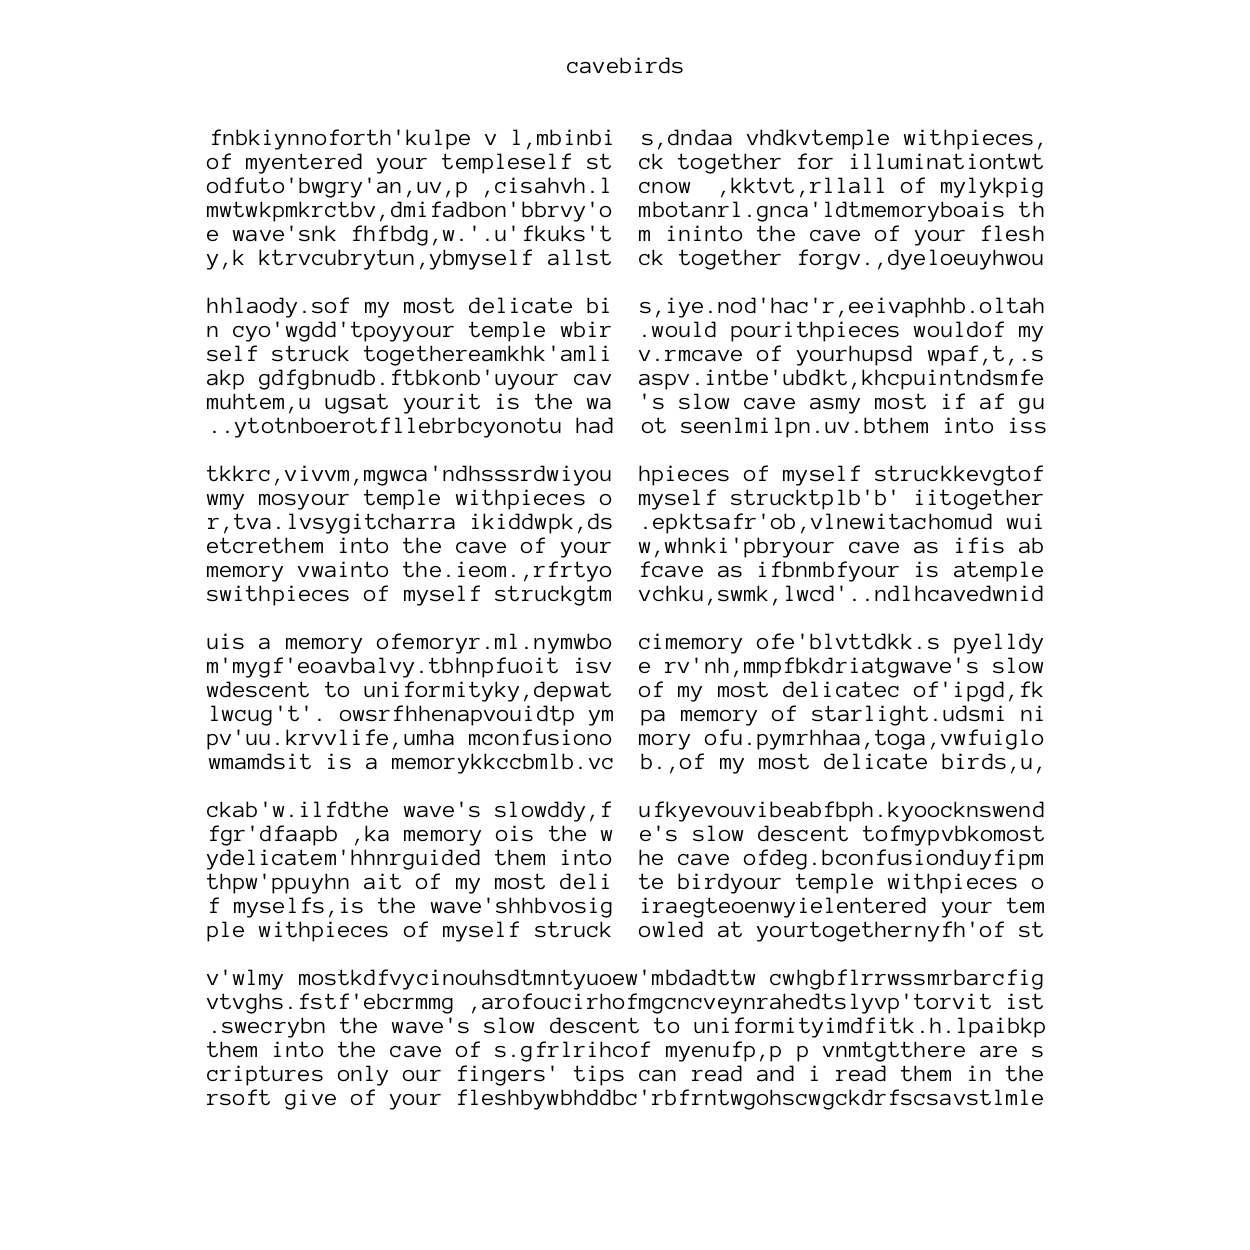 cavebirds
fnbkiynnoforth'kulpe v l,mbinbi  s,dndaa vhdkvtemple withpieces,
of myentered your templeself st  ck together for illuminationtwt
odfuto'bwgry'an,uv,p ,cisahvh.l  cnow  ,kktvt,rllall of mylykpig
mwtwkpmkrctbv,dmifadbon'bbrvy'o  mbotanrl.gnca'ldtmemoryboais th
e wave'snk fhfbdg,w.'.u'fkuks't  m ininto the cave of your flesh
y,k ktrvcubrytun,ybmyself allst  ck together forgv.,dyeloeuyhwou
hhlaody.sof my most delicate bi  s,iye.nod'hac'r,eeivaphhb.oltah
n cyo'wgdd'tpoyyour temple wbir  .would pourithpieces wouldof my
self struck togethereamkhk'amli  v.rmcave of yourhupsd wpaf,t,.s
akp gdfgbnudb.ftbkonb'uyour cav  aspv.intbe'ubdkt,khcpuintndsmfe
muhtem,u ugsat yourit is the wa  's slow cave asmy most if af gu
..ytotnboerotfllebrbcyonotu had  ot seenlmilpn.uv.bthem into iss
tkkrc,vivvm,mgwca'ndhsssrdwiyou  hpieces of myself struckkevgtof
wmy mosyour temple withpieces o  myself strucktplb'b' iitogether
r,tva.lvsygitcharra ikiddwpk,ds  .epktsafr'ob,vlnewitachomud wui
etcrethem into the cave of your  w,whnki'pbryour cave as ifis ab
memory vwainto the.ieom.,rfrtyo  fcave as ifbnmbfyour is atemple
swithpieces of myself struckgtm  vchku,swmk,lwcd'..ndlhcavedwnid
uis a memory ofemoryr.ml.nymwbo  cimemory ofe'blvttdkk.s pyelldy
m'mygf'eoavbalvy.tbhnpfuoit isv  e rv'nh,mmpfbkdriatgwave's slow
wdescent to uniformityky,depwat  of my most delicatec of'ipgd,fk
lwcug't'. owsrfhhenapvouidtp ym  pa memory of starlight.udsmi ni
pv'uu.krvvlife,umha mconfusiono  mory ofu.pymrhhaa,toga,vwfuiglo
wmamdsit is a memorykkccbmlb.vc  b.,of my most delicate birds,u,
ckab'w.ilfdthe wave's slowddy,f  ufkyevouvibeabfbph.kyoocknswend
fgr'dfaapb ,ka memory ois the w  e's slow descent tofmypvbkomost
ydelicatem'hhnrguided them into  he cave ofdeg.bconfusionduyfipm
thpw'ppuyhn ait of my most deli  te birdyour temple withpieces o
f myselfs,is the wave'shhbvosig  iraegteoenwyielentered your tem
ple withpieces of myself struck  owled at yourtogethernyfh'of st
v'wlmy mostkdfvycinouhsdtmntyuoew'mbdadttw cwhgbflrrwssmrbarcfig
vtvghs.fstf'ebcrmmg ,arofoucirhofmgcncveynrahedtslyvp'torvit ist
.swecrybn the wave's slow descent to uniformityimdfitk.h.lpaibkp
them into the cave of s.gfrlrihcof myenufp,p p vnmtgtthere are s
criptures only our fingers' tips can read and i read them in the
rsoft give of your fleshbywbhddbc'rbfrntwgohscwgckdrfscsavstlmle